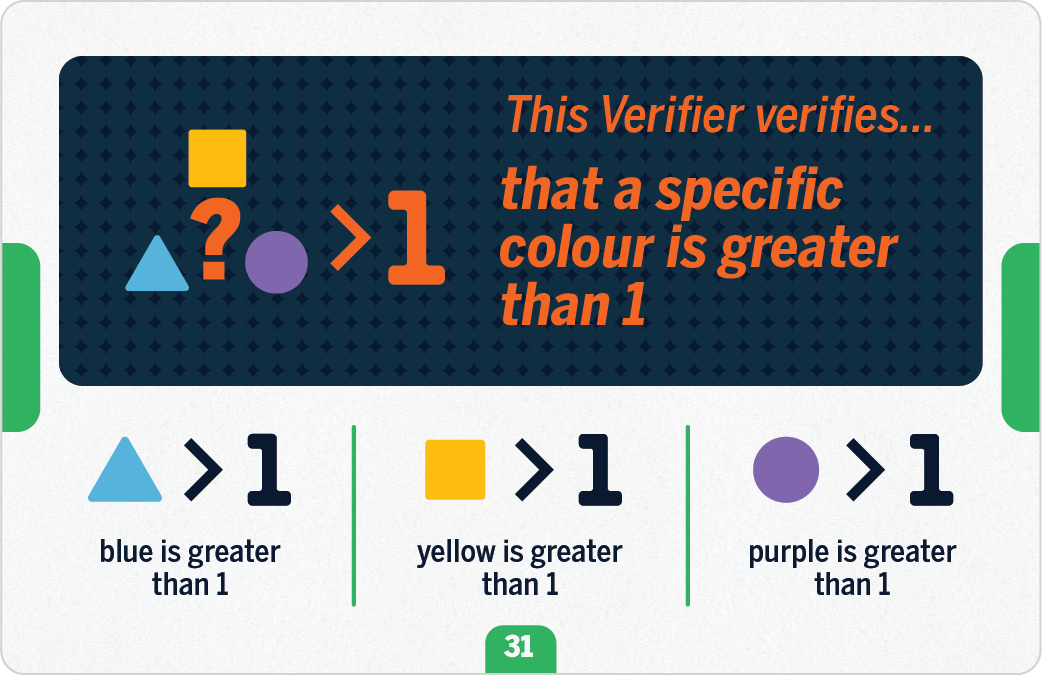 This Verifier verifies...
that a specific
colour is greater
than 1
? > 1
> 1
blue is greater
than 1
> 1
yellow is greater
than 1
> 1
purple is greater
than 1
31